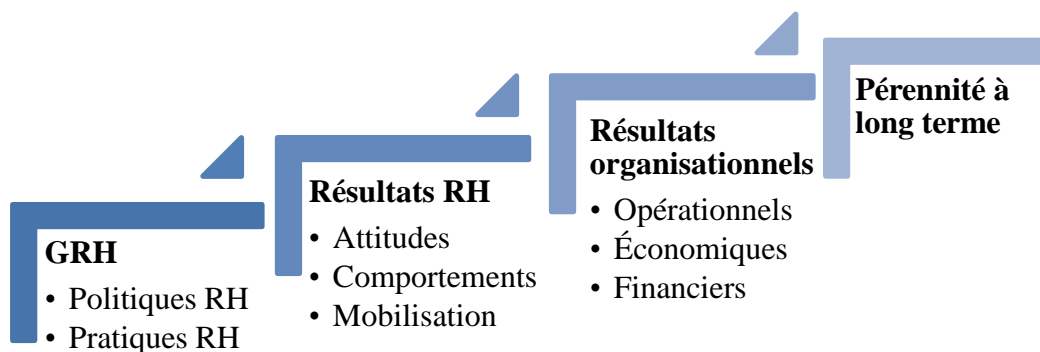 GRH
• Politiques RH
• Pratiques RH
Résultats RH
• Attitudes
• Comportements
• Mobilisation
Résultats
organisationnels
• Opérationnels
• Économiques
• Financiers
Pérennité à
long terme